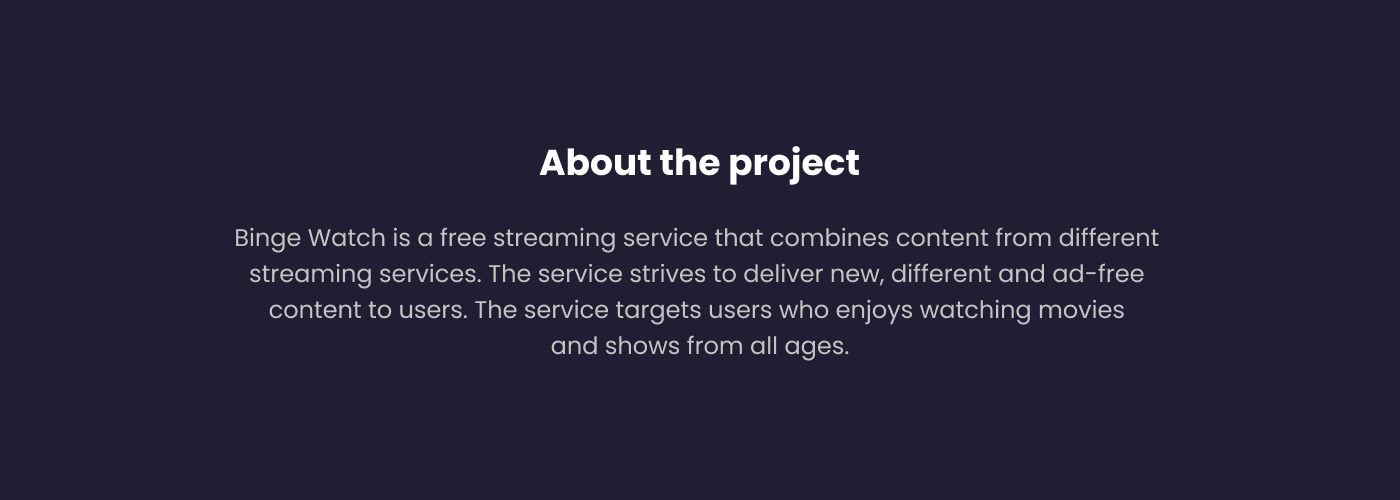 About the project
Binge Watch is a free streaming service that combines content from different
streaming services. The service strives to deliver new, different and ad-free
content to users. The service targets users who enjoys watching movies
and shows from all ages.